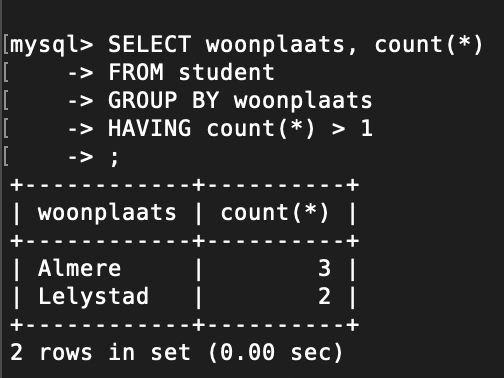 mysql> SELECT woonplaats, count(*)
    -> FROM student
    -> GROUP BY woonplaats
    -> HAVING count(*) > 1
    -> ;
+------------+----------+
| woonplaats | count(*) |
+------------+----------+
| Almere     |        3 |
| Lelystad   |        2 |
+------------+----------+
2 rows in set (0.00 sec)